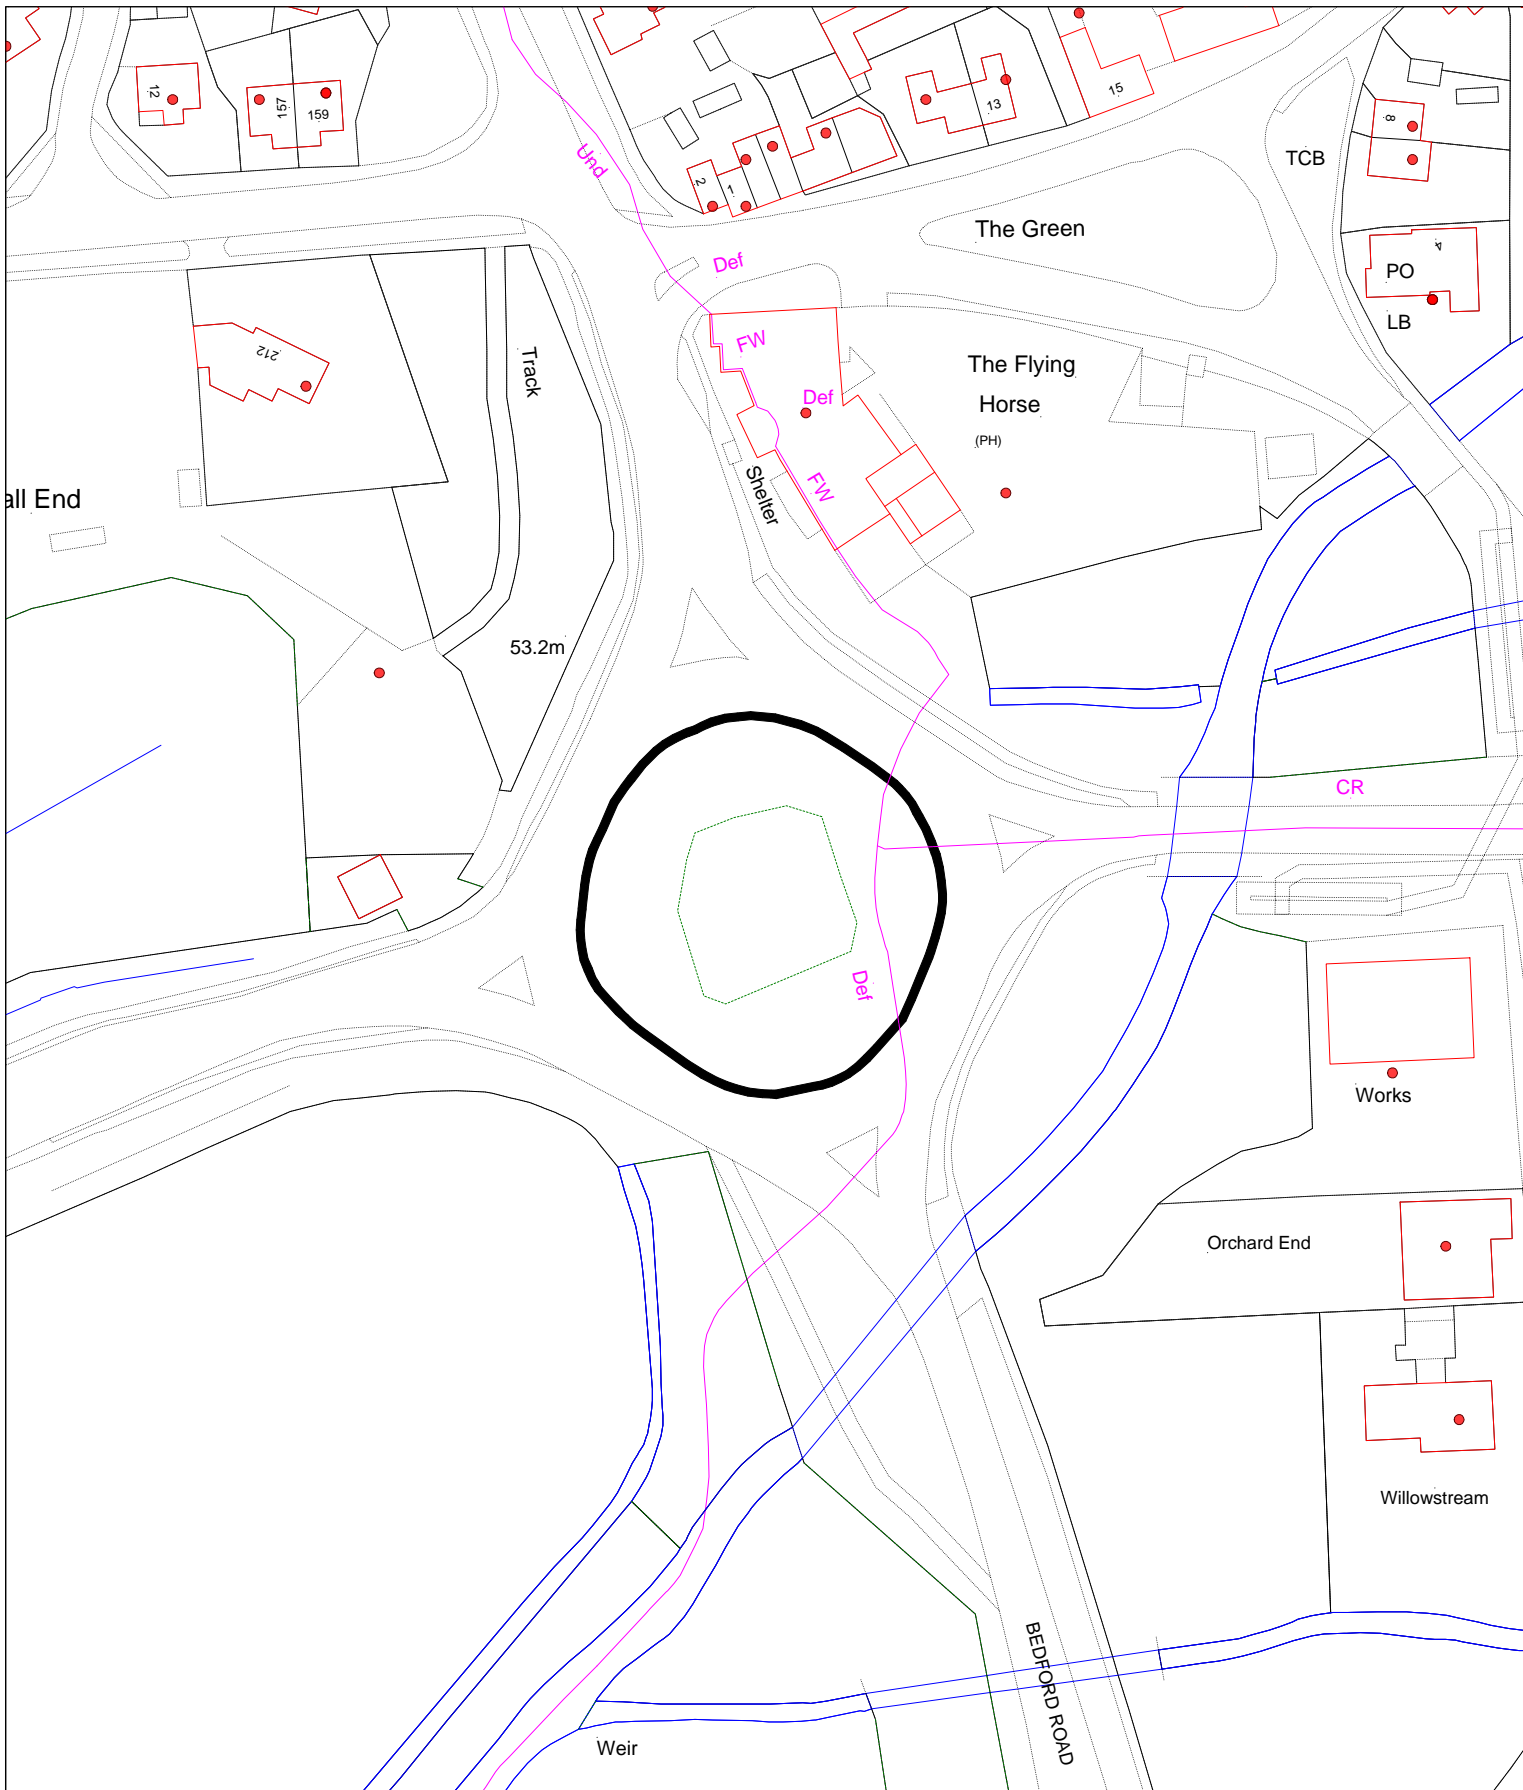 12
157
159
Und
2
1
13
15
8
TCB
The Green
4
PO
LB
Def
FW
Def
FW
The Flying
Horse
(PH)
212
Track
Shelter
all End
53.2m
CR
Def
Works
Orchard End
Willowstream
BEDFORD ROAD
Weir